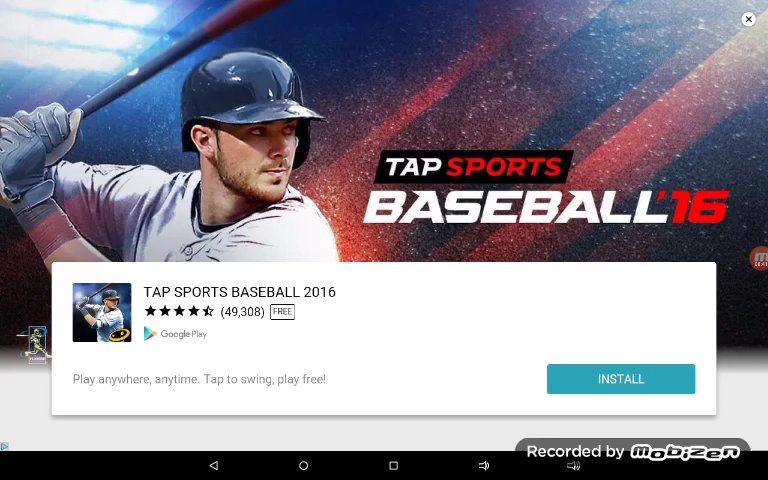 TAP SPORTS
BASEBALL'16
TAP SPORTS BASEBALL 2016
(49,308) FREE
Google Play
Play anywhere, anytime. Tap to swing, play free!
INSTALL
Recorded by mobizen